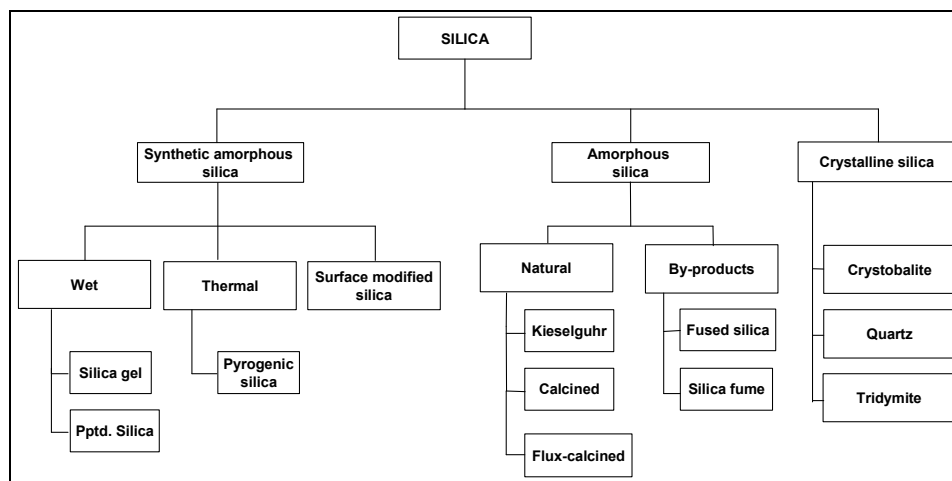 SILICA
Synthetic amorphous
silica
Amorphous
silica
Crystalline silica
Wet
Thermal
Surface modified
silica
Natural
By-products
Crystobalite
Quartz
Tridymite
Silica gel
Pptd. Silica
Pyrogenic
silica
Kieselguhr
Calcined
Flux-calcined
Fused silica
Silica fume